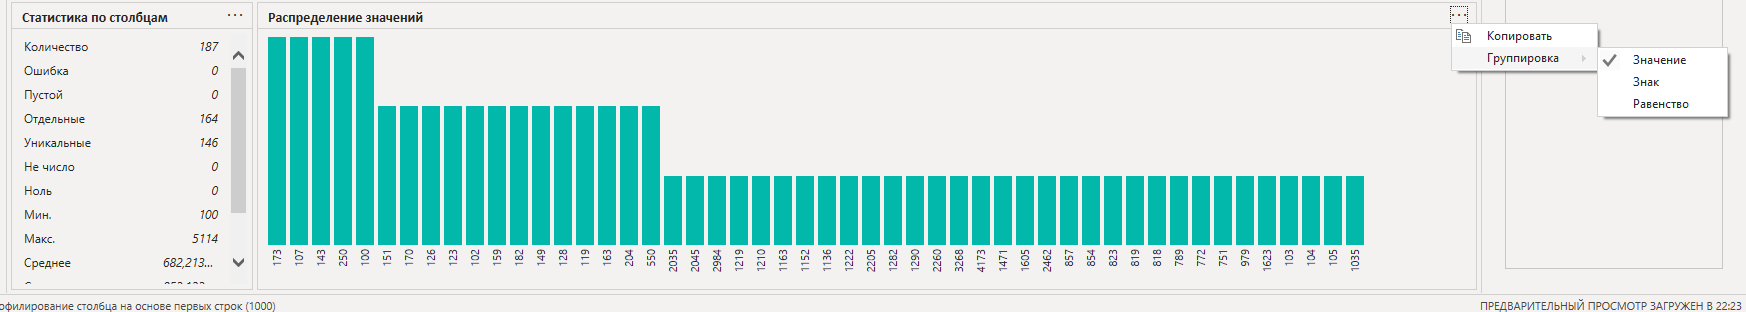 Статистика по столбцам ···
Количество 187
Ошибка 0
Пустой 0
Отдельные 164
Уникальные 146
Не число 0
Ноль 0
Мин. 100
Макс. 5114
Среднее 682,213...
Распределение значений ···
173 107 143 250 100 151 170 126 123 102 159 182 149 128 119 163 204 550 2035 2045 2984 1219 1210 1163 1152 1136 1222 2205 1282 1290 2260 3268 4173 1471 1605 2462 857 854 823 819 818 789 772 751 979 1623 103 104 105 1035
Копировать
Группировка
Значение
Знак
Равенство
офилирование столбца на основе первых строк (1000)
ПРЕДВАРИТЕЛЬНЫЙ ПРОСМОТР ЗАГРУЖЕН В 22:23